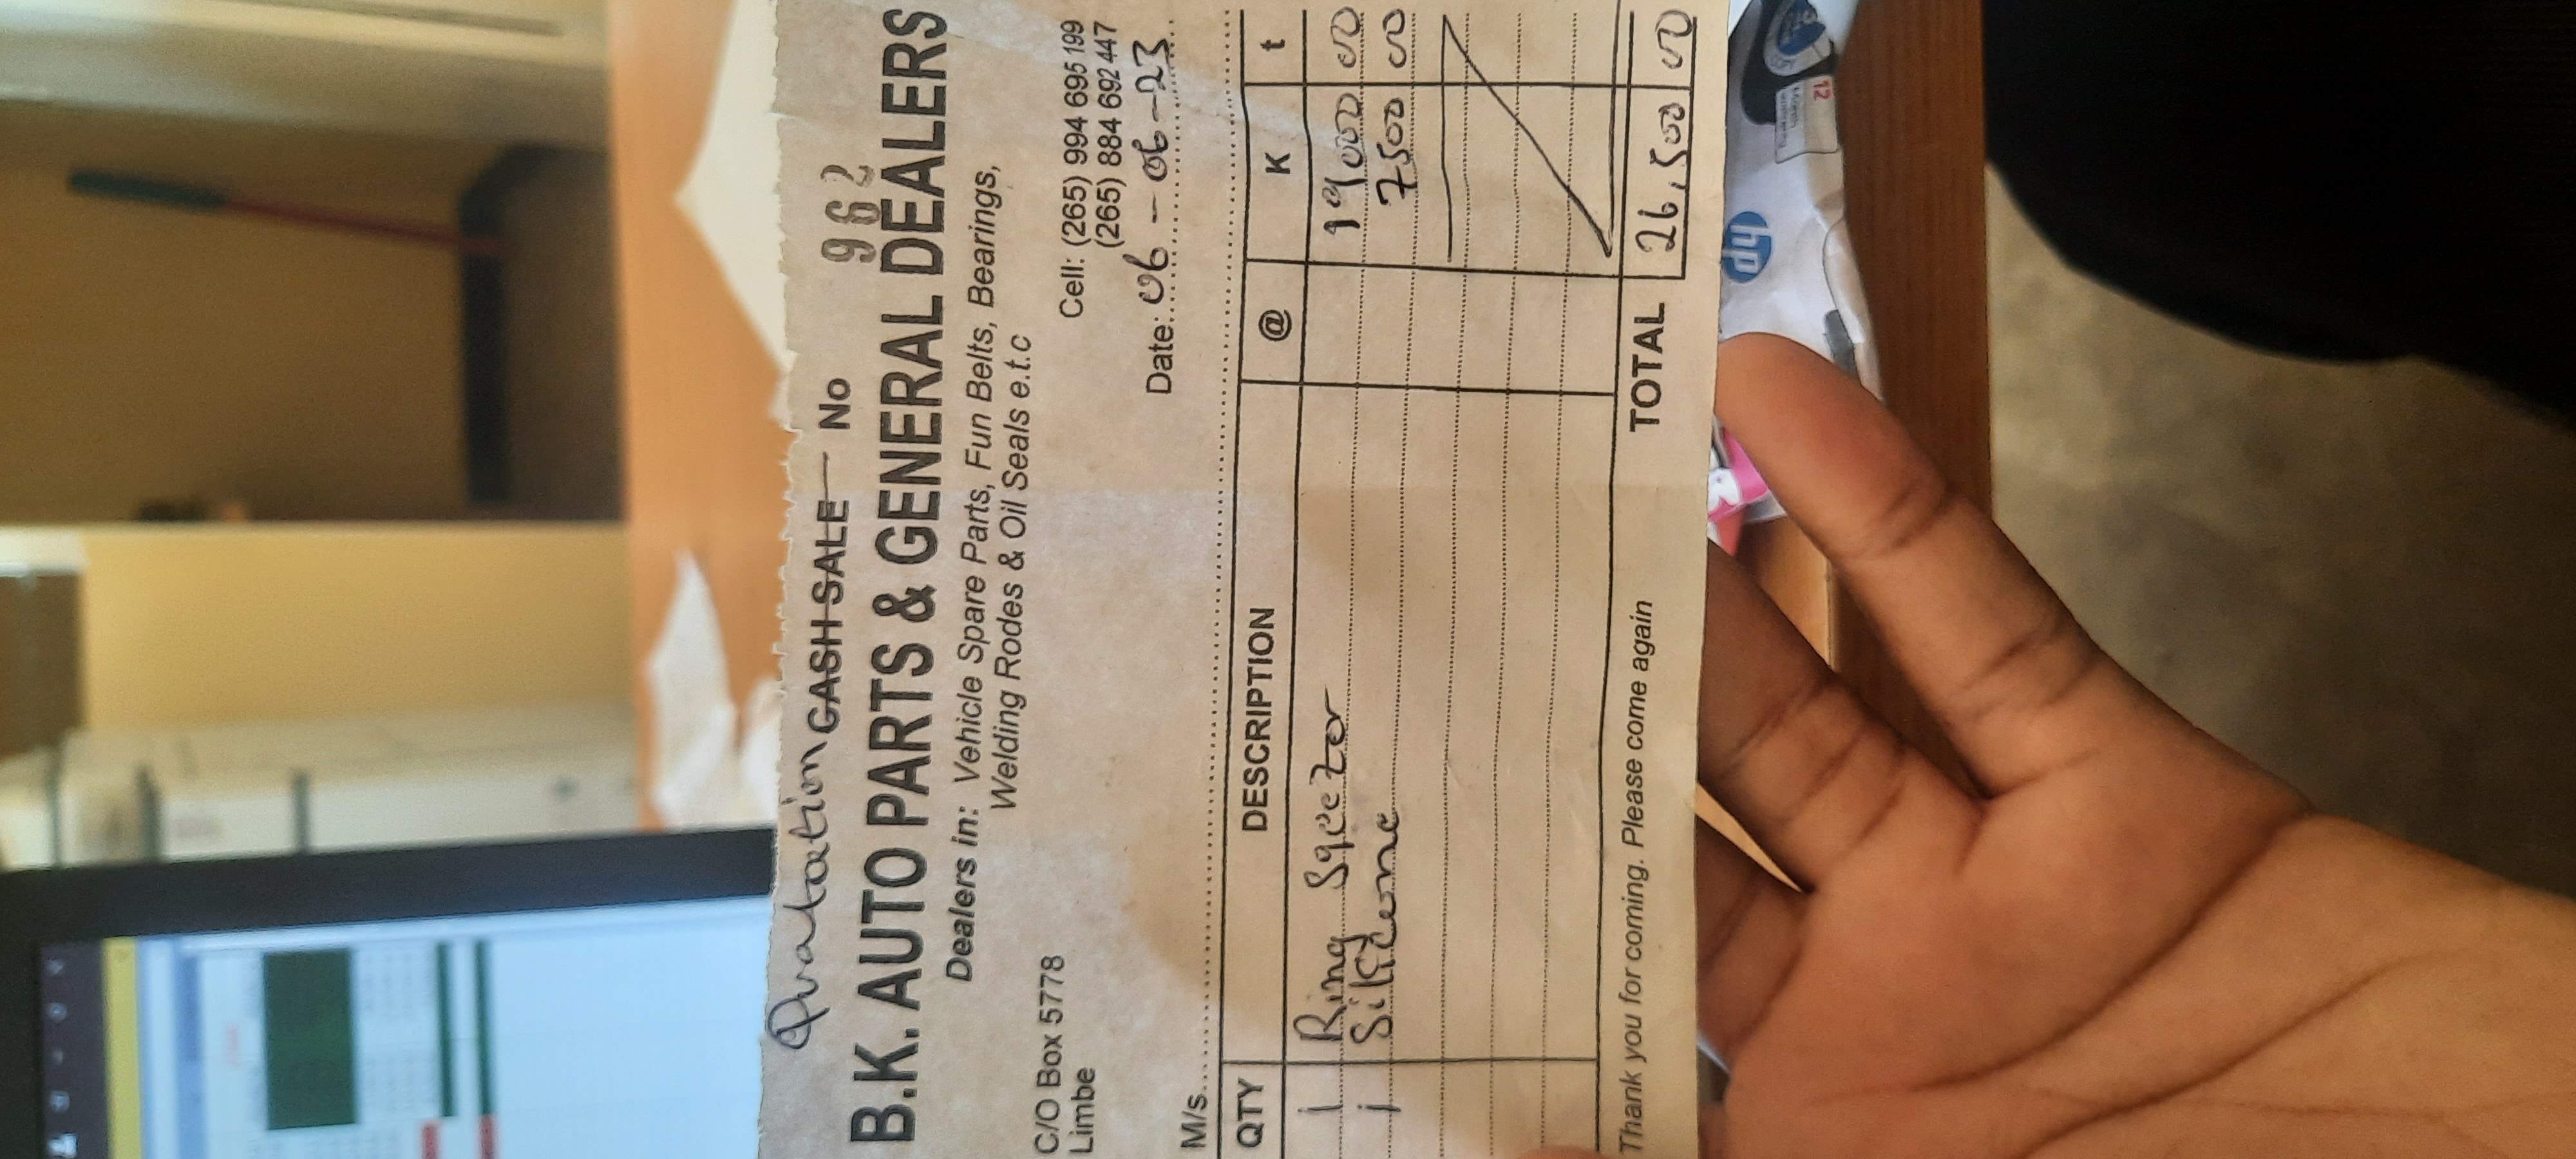 Quatation CASH SALE No 962
B.K. AUTO PARTS & GENERAL DEALERS
Dealers in: Vehicle Spare Parts, Fun Belts, Bearings,
Welding Rodes & Oil Seals e.t.c
C/O Box 5778
Limbe
Cell: (265) 994 695 199
(265) 884 692 447
Date: 06-06-23
M/s
QTY DESCRIPTION @ K t
1 Ring Sqeezor 19000 00
1 Silicone 7500 00
Thank you for coming. Please come again TOTAL 26,500 00
hp
12